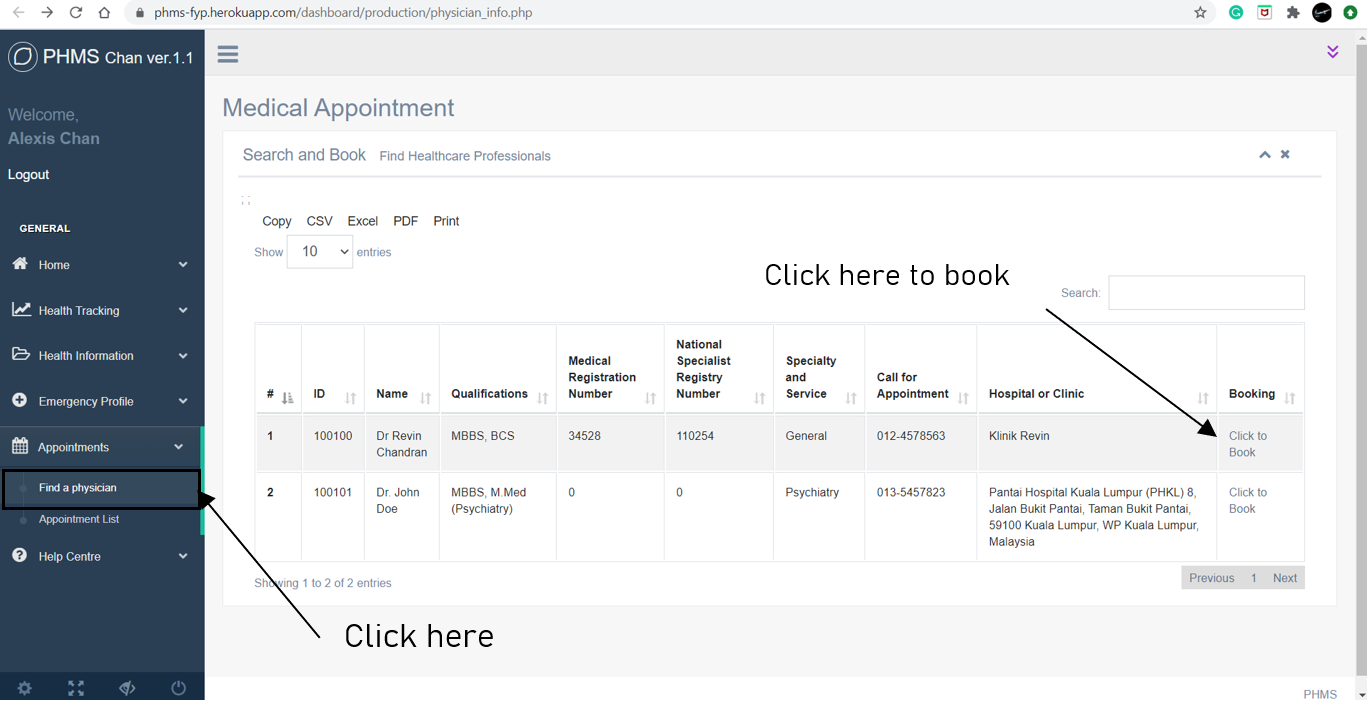 phms-fyp.herokuapp.com/dashboard/production/physician_info.php
PHMS Chan ver.1.1
Welcome,
Alexis Chan
Logout
GENERAL
Home
Health Tracking
Health Information
Emergency Profile
Appointments
Find a physician
Appointment List
Help Centre
Medical Appointment
Search and Book Find Healthcare Professionals
; ;
Copy CSV Excel PDF Print
Show 10 entries
Click here to book
Search:
# ID Name Qualifications Medical Registration Number National Specialist Registry Number Specialty and Service Call for Appointment Hospital or Clinic Booking
1 100100 Dr Revin Chandran MBBS, BCS 34528 110254 General 012-4578563 Klinik Revin Click to Book
2 100101 Dr. John Doe MBBS, M.Med (Psychiatry) 0 0 Psychiatry 013-5457823 Pantai Hospital Kuala Lumpur (PHKL) 8, Jalan Bukit Pantai, Taman Bukit Pantai, 59100 Kuala Lumpur, WP Kuala Lumpur, Malaysia Click to Book
Showing 1 to 2 of 2 entries
Previous 1 Next
Click here
PHMS